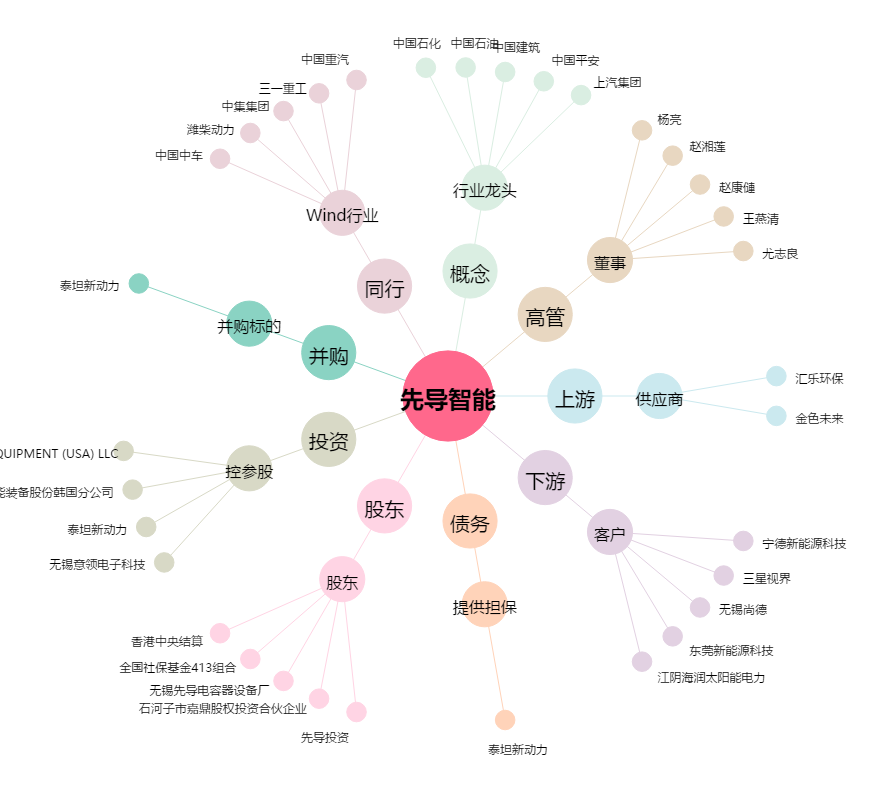 中国石化
中国石油
中国建筑
中国平安
上汽集团
中国重汽
三一重工
中集集团
潍柴动力
中国中车
Wind行业
同行
行业龙头
概念
杨亮
赵湘莲
赵康僆
王燕清
尤志良
董事
高管
泰坦新动力
并购标的
并购
先导智能
上游
供应商
汇乐环保
金色未来
投资
控参股
QUIPMENT (USA) LLC
能装备股份韩国分公司
泰坦新动力
无锡意领电子科技
下游
客户
宁德新能源科技
三星视界
无锡尚德
东莞新能源科技
江阴海润太阳能电力
股东
股东
香港中央结算
全国社保基金413组合
无锡先导电容器设备厂
石河子市嘉鼎股权投资合伙企业
先导投资
债务
提供担保
泰坦新动力